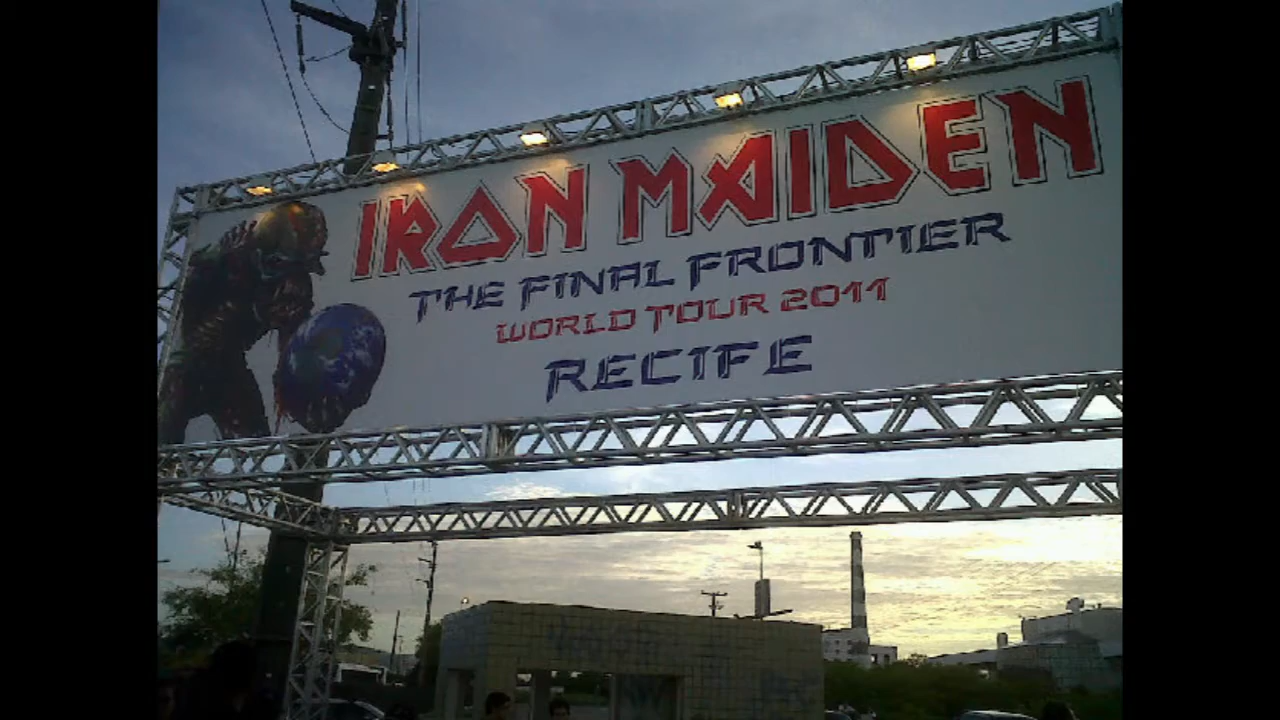 IRON MAIDEN
THE FINAL FRONTIER
WORLD TOUR 2011
RECIFE